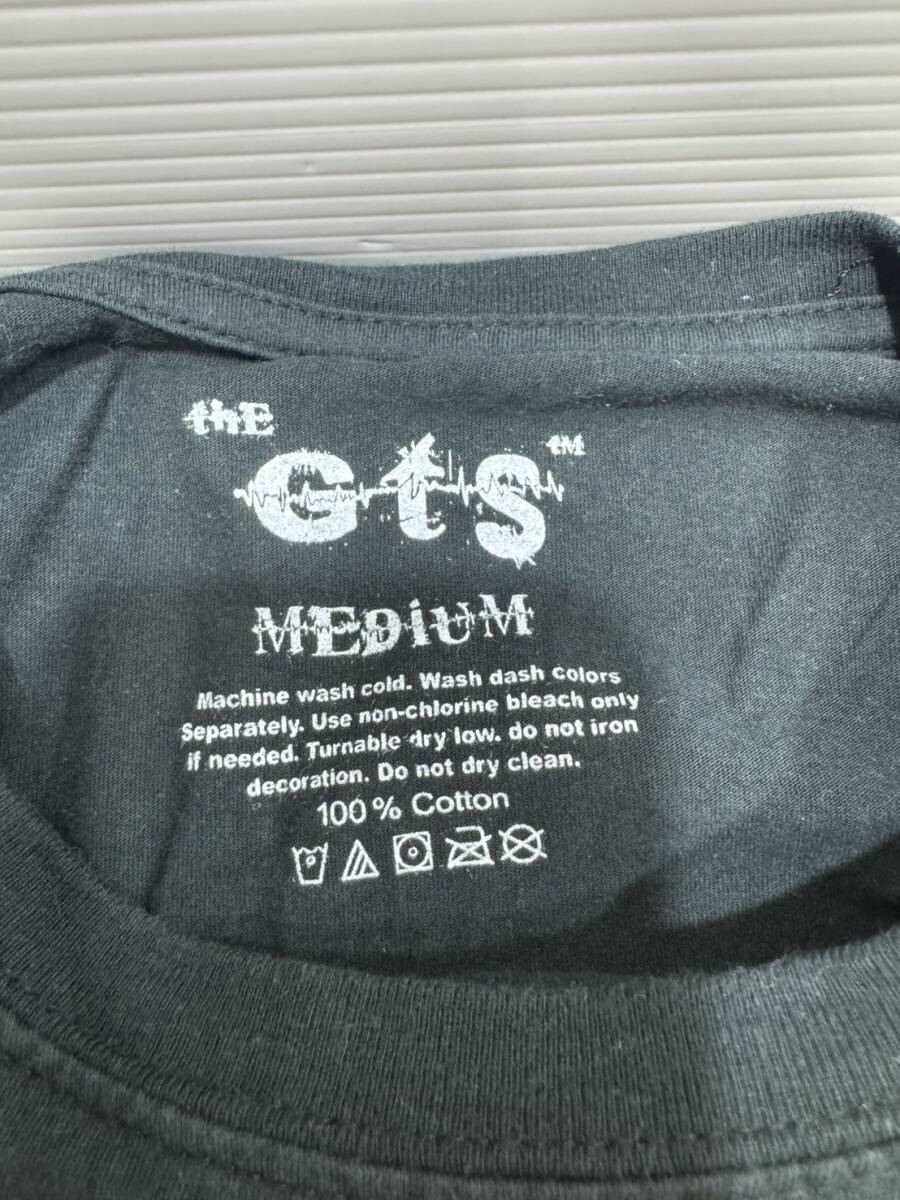 thE
GtS tM
MEDiUM
Machine wash cold. Wash dash colors
Separately. Use non-chlorine bleach only
if needed. Turnable dry low. do not iron
decoration. Do not dry clean.
100 % Cotton